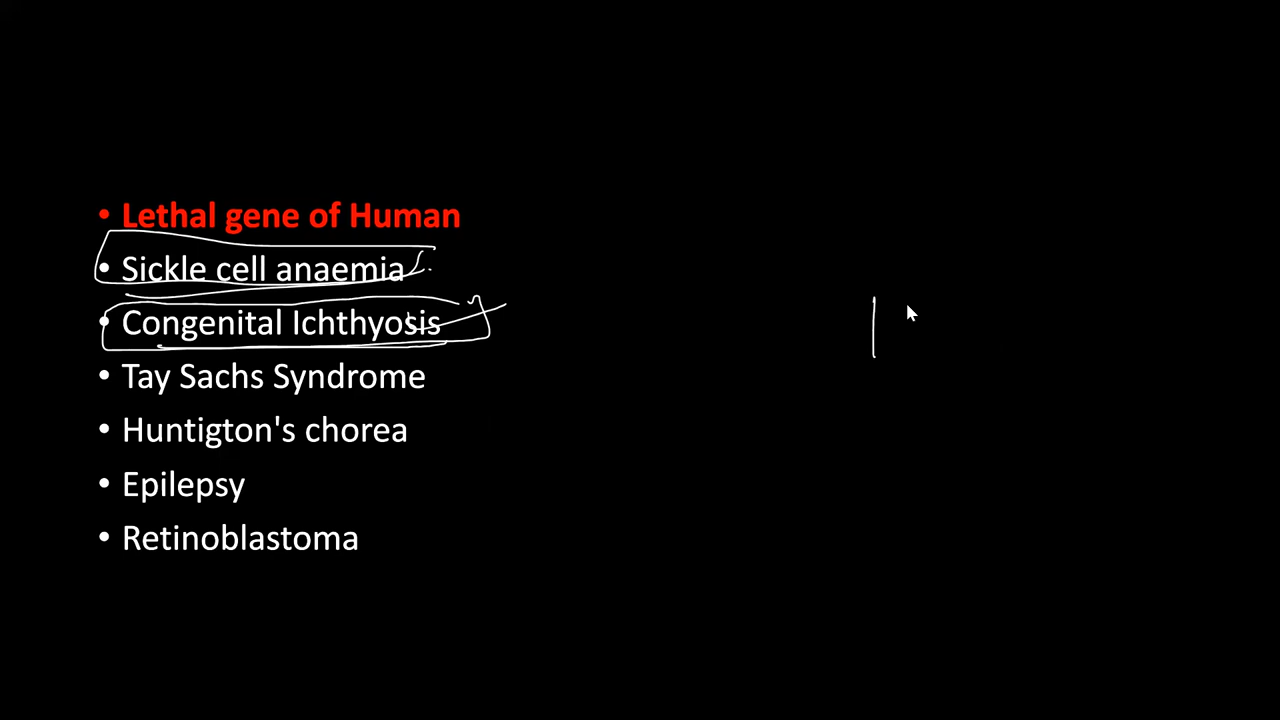 • Lethal gene of Human
• Sickle cell anaemia
• Congenital Ichthyosis
• Tay Sachs Syndrome
• Huntigton's chorea
• Epilepsy
• Retinoblastoma